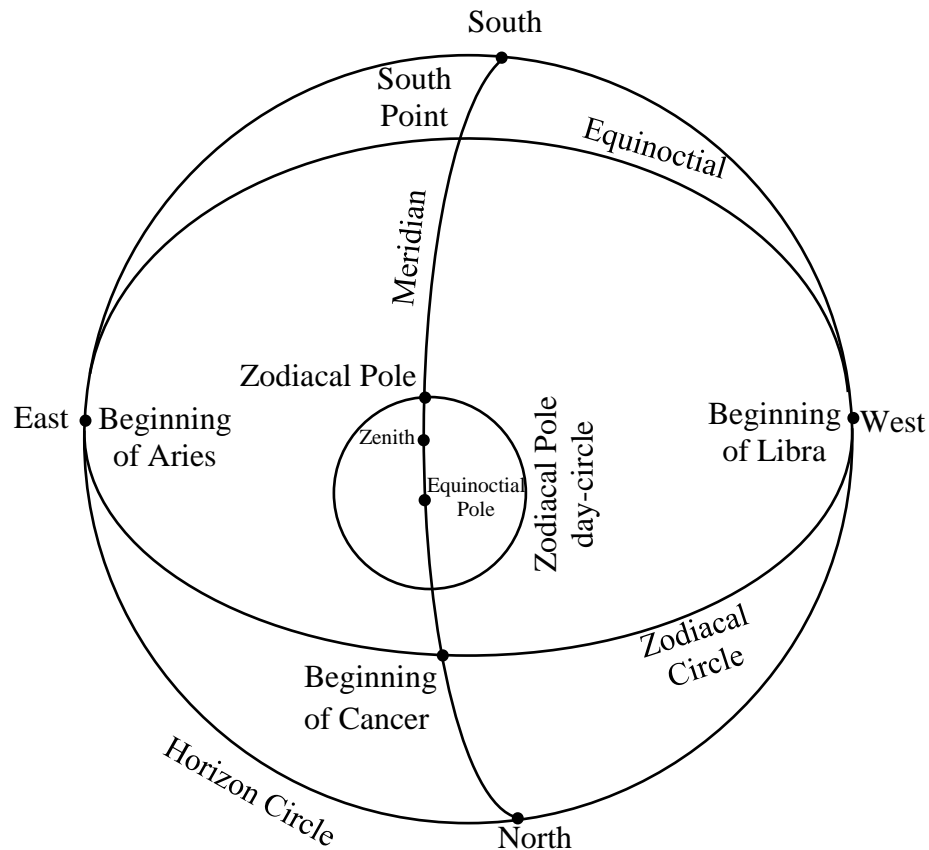 South
South
Point
Equinoctial
Meridian
Zodiacal Pole
East
Beginning
of Aries
Zenith
Equinoctial
Pole
Zodiacal Pole
day-circle
Beginning
of Libra
West
Zodiacal
Circle
Beginning
of Cancer
Horizon Circle
North